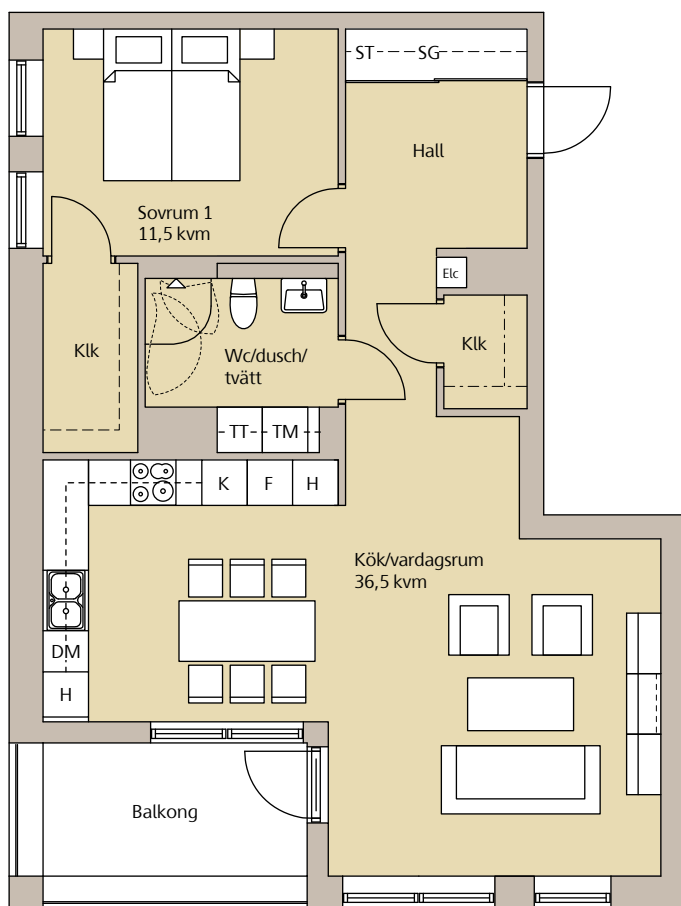 ST
SG
Hall
Sovrum 1
11,5 kvm
Elc
Klk
Klk
Wc/dusch/
tvätt
TT
TM
K
F
H
Kök/vardagsrum
36,5 kvm
DM
H
Balkong